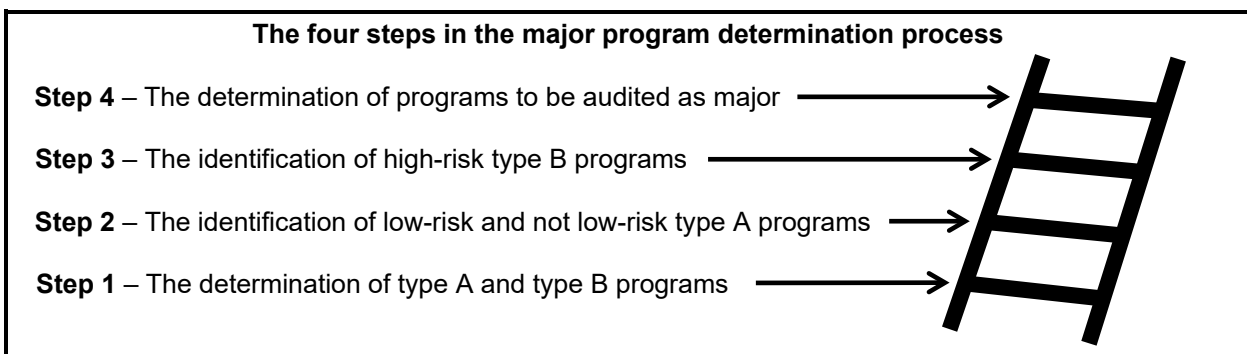 The four steps in the major program determination process
Step 4 – The determination of programs to be audited as major
Step 3 – The identification of high-risk type B programs
Step 2 – The identification of low-risk and not low-risk type A programs
Step 1 – The determination of type A and type B programs